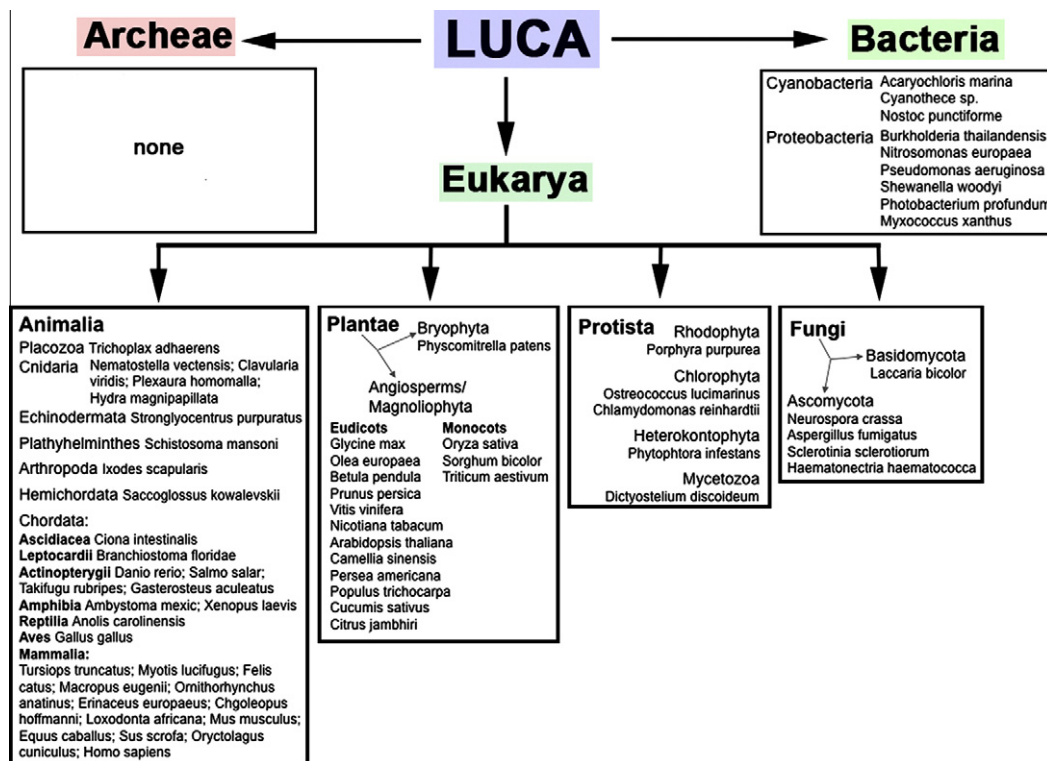 Archeae
LUCA
Bacteria
none
Cyanobacteria Acaryochloris marina
Cyanothece sp.
Nostoc punctiforme
Proteobacteria Burkholderia thailandensis
Nitrosomonas europaea
Pseudomonas aeruginosa
Shewanella woodyi
Photobacterium profundum
Myxococcus xanthus
Eukarya
Animalia
Placozoa Trichoplax adhaerens
Cnidaria Nematostella vectensis; Clavularia
viridis; Plexaura homomalla;
Hydra magnipapillata
Echinodermata Stronglyocentrus purpuratus
Plathyhelminthes Schistosoma mansoni
Arthropoda Ixodes scapularis
Hemichordata Saccoglossus kowalevskii
Chordata:
Ascidiacea Ciona intestinalis
Leptocardii Branchiostoma floridae
Actinopterygii Danio rerio; Salmo salar;
Takifugu rubripes; Gasterosteus aculeatus
Amphibia Ambystoma mexic; Xenopus laevis
Reptilia Anolis carolinensis
Aves Gallus gallus
Mammalia:
Tursiops truncatus; Myotis lucifugus; Felis
catus; Macropus eugenii; Ornithorhynchus
anatinus; Erinaceus europaeus; Chgoleopus
hoffmanni; Loxodonta africana; Mus musculus;
Equus caballus; Sus scrofa; Oryctolagus
cuniculus; Homo sapiens
Plantae
Bryophyta
Physcomitrella patens
Angiosperms/
Magnoliophyta
Eudicots
Glycine max
Olea europaea
Betula pendula
Prunus persica
Vitis vinifera
Nicotiana tabacum
Arabidopsis thaliana
Camellia sinensis
Persea americana
Populus trichocarpa
Cucumis sativus
Citrus jambhiri
Monocots
Oryza sativa
Sorghum bicolor
Triticum aestivum
Protista
Rhodophyta
Porphyra purpurea
Chlorophyta
Ostreococcus lucimarinus
Chlamydomonas reinhardtii
Heterokontophyta
Phytophtora infestans
Mycetozoa
Dictyostelium discoideum
Fungi
Basidomycota
Laccaria bicolor
Ascomycota
Neurospora crassa
Aspergillus fumigatus
Sclerotinia sclerotiorum
Haematonectria haematococca